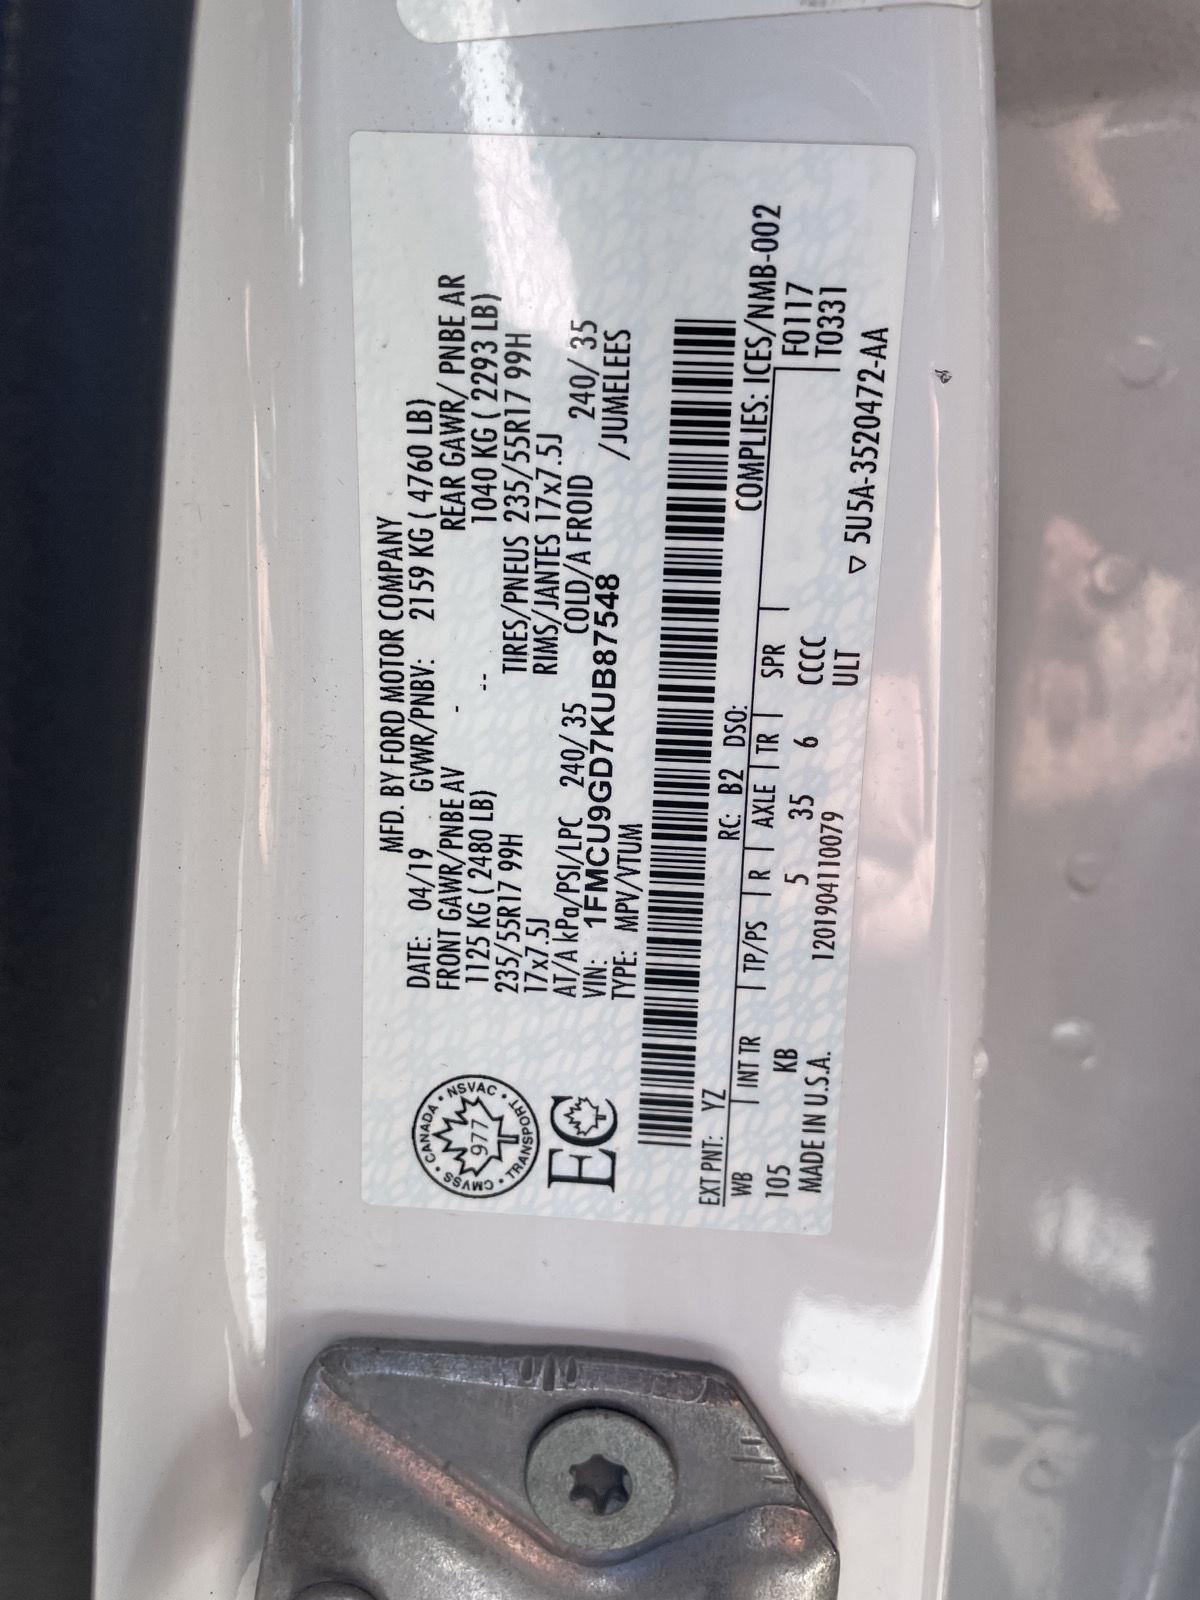 MFD. BY FORD MOTOR COMPANY
DATE: 04/19 GVWR/PNBV: 2159 KG ( 4760 LB)
FRONT GAWR/PNBE AV - REAR GAWR/ PNBE AR
1125 KG ( 2480 LB) -- 1040 KG ( 2293 LB)
235/55R17 99H TIRES/PNEUS 235/55R17 99H
17x7.5J RIMS/JANTES 17x7.5J
AT/A kPa/PSI/LPC 240/ 35 COLD/A FROID 240/ 35
VIN: 1FMCU9GD7KUB87548 /JUMELEES
TYPE: MPV/VTUM
CANADA • NSVAC • TRANSPORT • CMVSS •
977
EC
EXT PNT: YZ RC: B2 DSO: COMPLIES: ICES/NMB-002
WB | INT TR | TP/PS | R | AXLE | TR | SPR | F0117
105 KB 5 35 6 CCCC T0331
MADE IN U.S.A. 120190411OO79 ULT ▽ 5U5A-3520472-AA